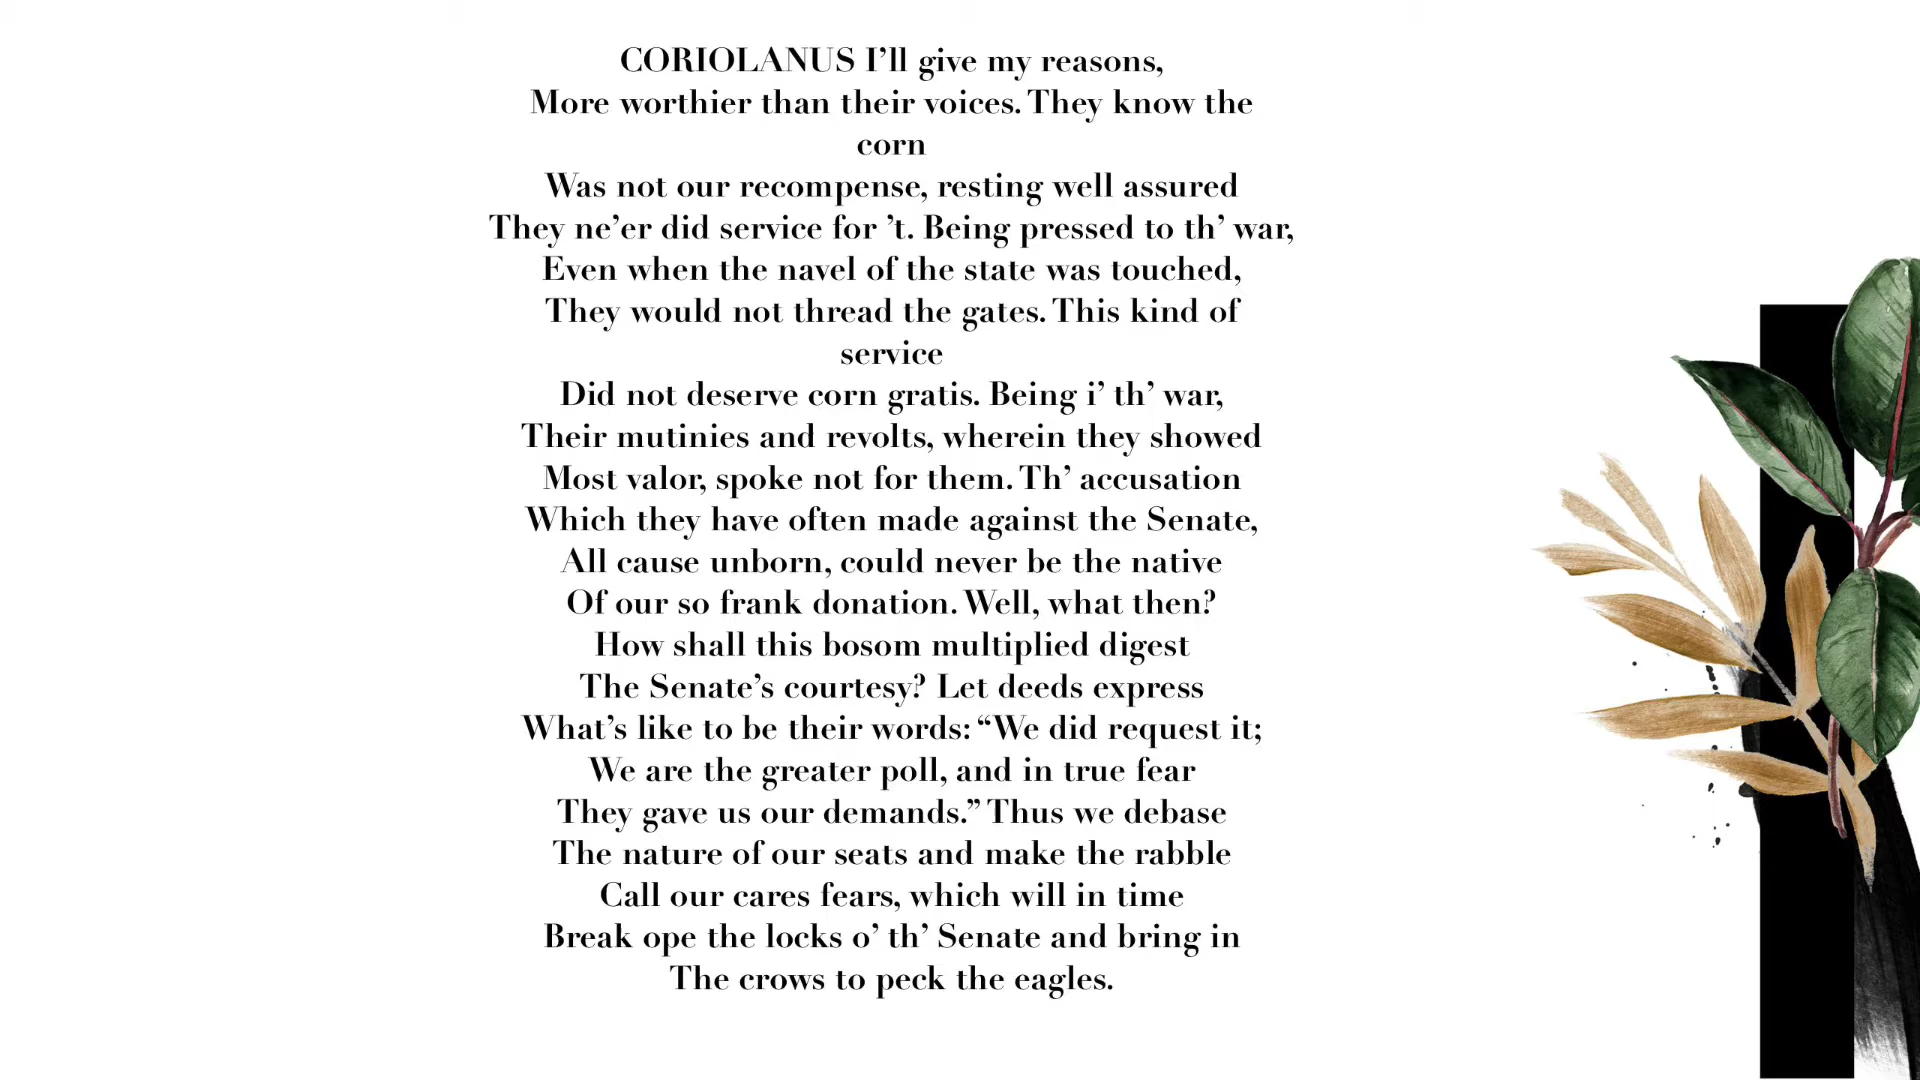 CORIOLANUS I’ll give my reasons,
More worthier than their voices. They know the
corn
Was not our recompense, resting well assured
They ne’er did service for ’t. Being pressed to th’ war,
Even when the navel of the state was touched,
They would not thread the gates. This kind of
service
Did not deserve corn gratis. Being i’ th’ war,
Their mutinies and revolts, wherein they showed
Most valor, spoke not for them. Th’ accusation
Which they have often made against the Senate,
All cause unborn, could never be the native
Of our so frank donation. Well, what then?
How shall this bosom multiplied digest
The Senate’s courtesy? Let deeds express
What’s like to be their words: “We did request it;
We are the greater poll, and in true fear
They gave us our demands.” Thus we debase
The nature of our seats and make the rabble
Call our cares fears, which will in time
Break ope the locks o’ th’ Senate and bring in
The crows to peck the eagles.